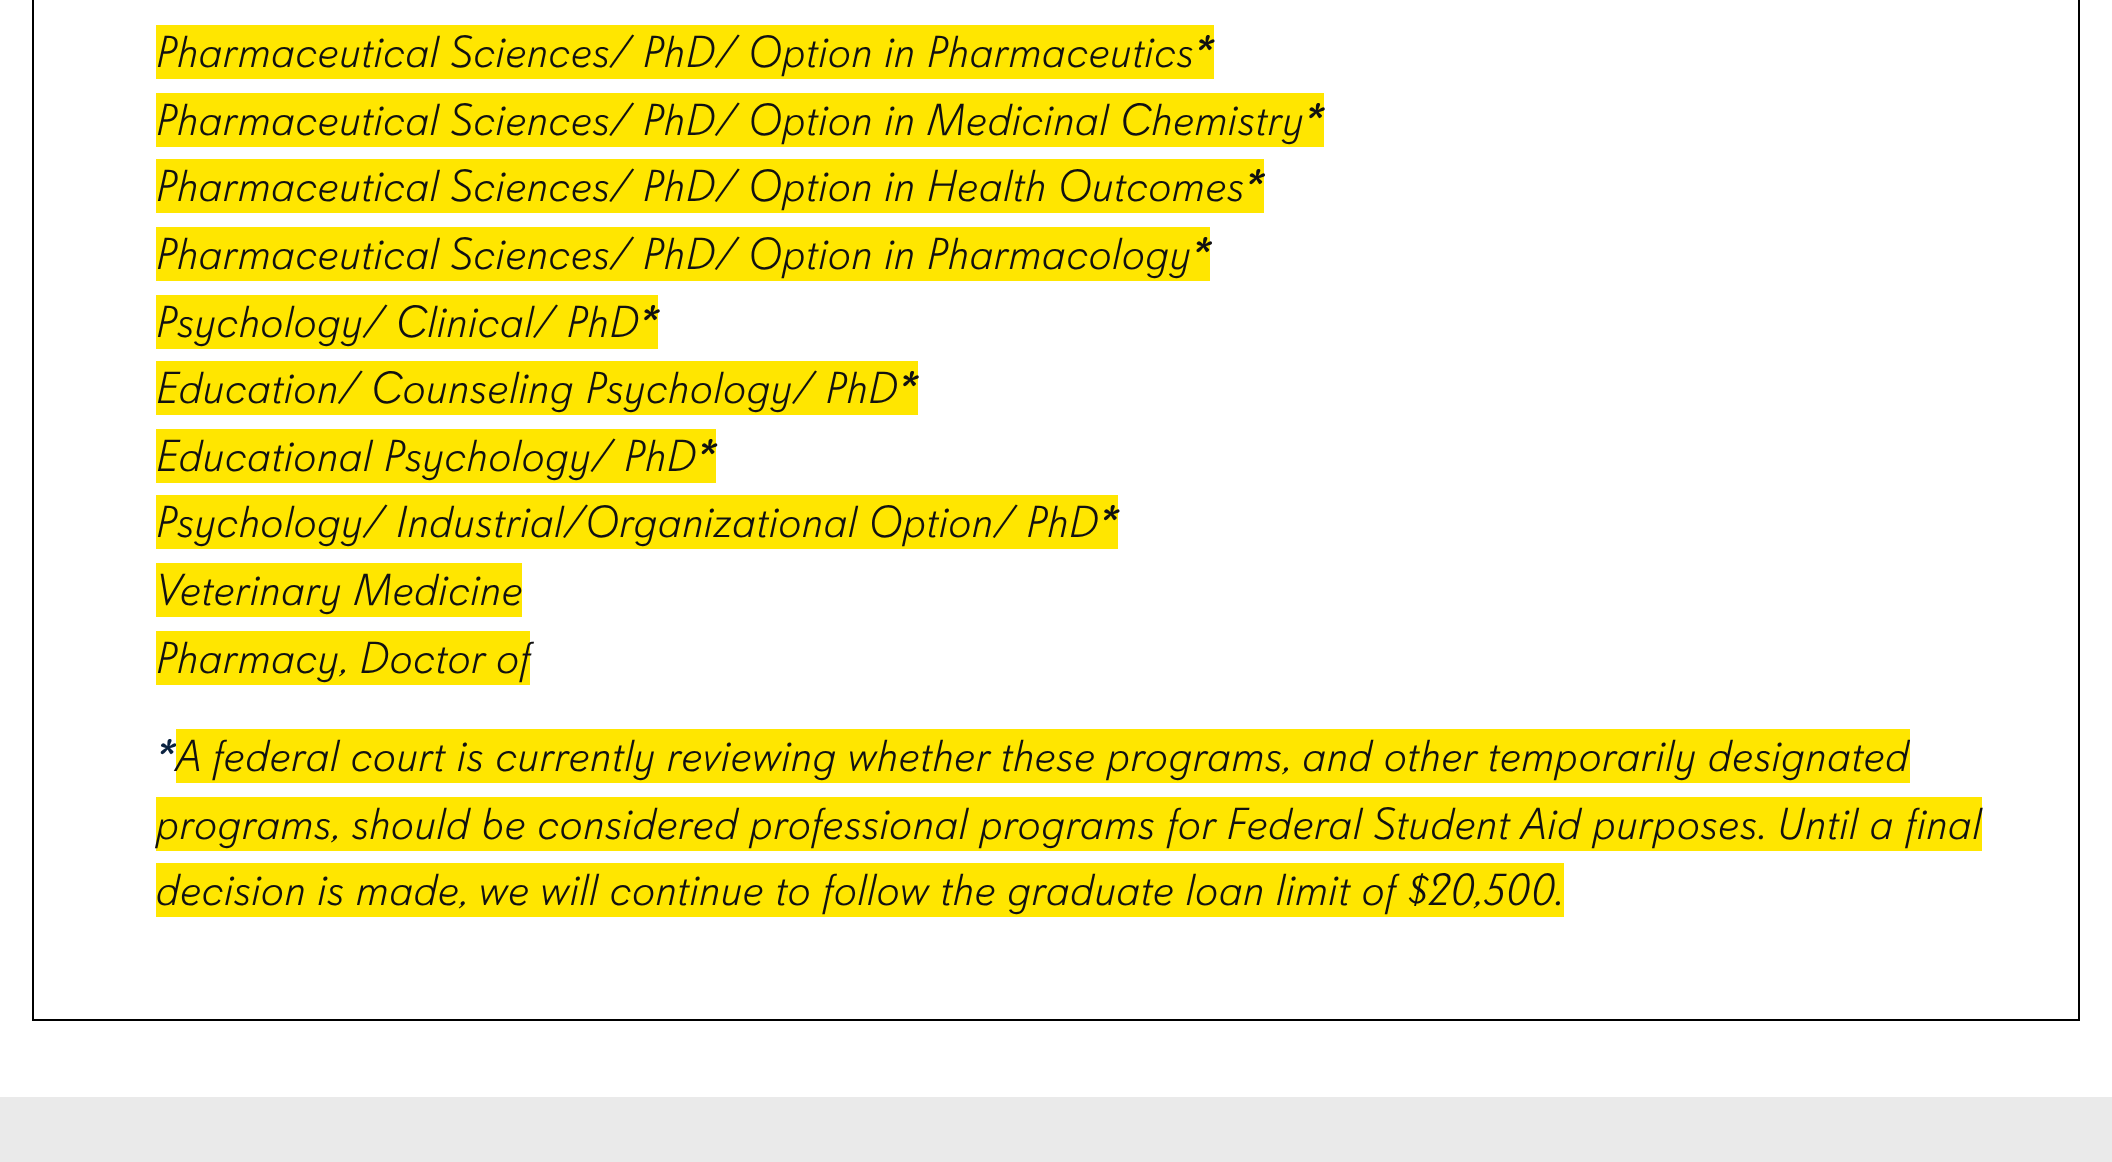 Pharmaceutical Sciences/ PhD/ Option in Pharmaceutics*
Pharmaceutical Sciences/ PhD/ Option in Medicinal Chemistry*
Pharmaceutical Sciences/ PhD/ Option in Health Outcomes*
Pharmaceutical Sciences/ PhD/ Option in Pharmacology*
Psychology/ Clinical/ PhD*
Education/ Counseling Psychology/ PhD*
Educational Psychology/ PhD*
Psychology/ Industrial/Organizational Option/ PhD*
Veterinary Medicine
Pharmacy, Doctor of
*A federal court is currently reviewing whether these programs, and other temporarily designated
programs, should be considered professional programs for Federal Student Aid purposes. Until a final
decision is made, we will continue to follow the graduate loan limit of $20,500.